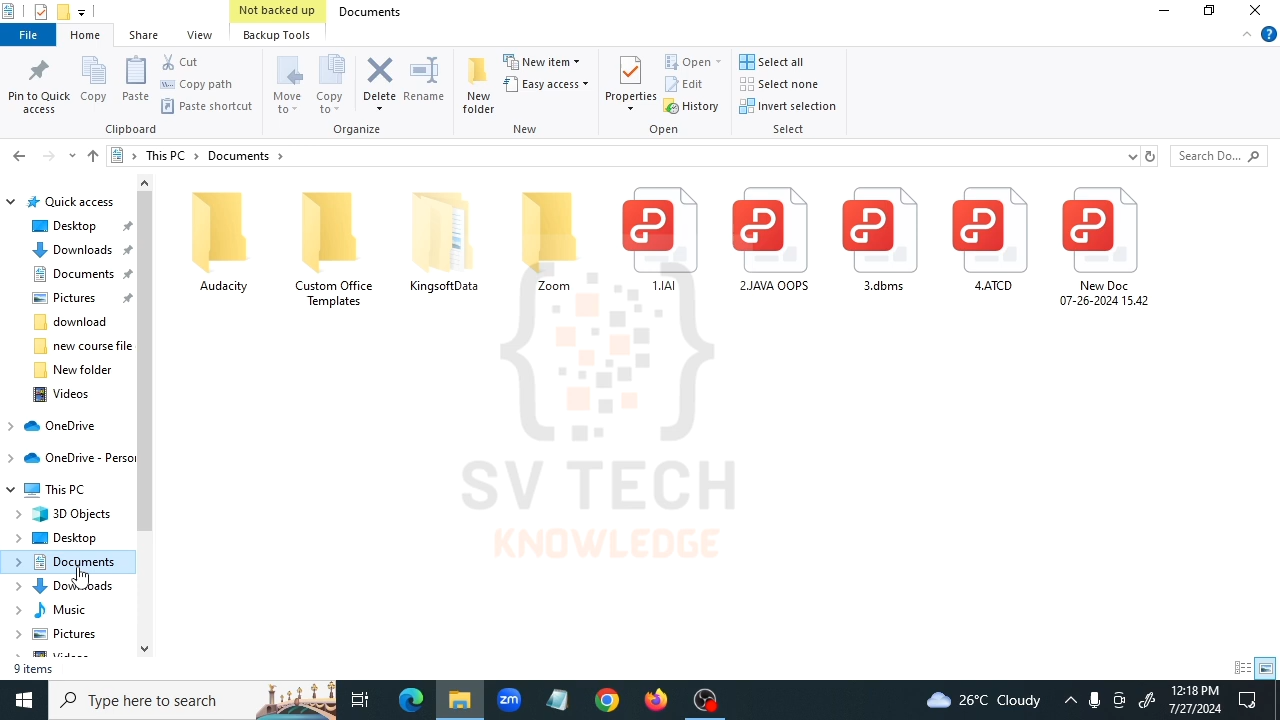 Not backed up
Documents
File
Home
Share
View
Backup Tools
Pin to Quick access
Copy
Paste
Cut
Copy path
Paste shortcut
Move to
Copy to
Delete
Rename
New folder
New item
Easy access
Properties
Open
Edit
History
Select all
Select none
Invert selection
Clipboard
Organize
New
Open
Select
This PC
Documents
Search Do...
Quick access
Desktop
Downloads
Documents
Pictures
download
new course file
New folder
Videos
OneDrive
OneDrive - Person
This PC
3D Objects
Desktop
Documents
Downloads
Music
Pictures
Videos
Audacity
Custom Office
Templates
KingsoftData
Zoom
1.IAI
2.JAVA OOPS
3.dbms
4.ATCD
New Doc
07-26-2024 15.42
SV TECH
KNOWLEDGE
9 items
Type here to search
zm
26°C Cloudy
12:18 PM
7/27/2024